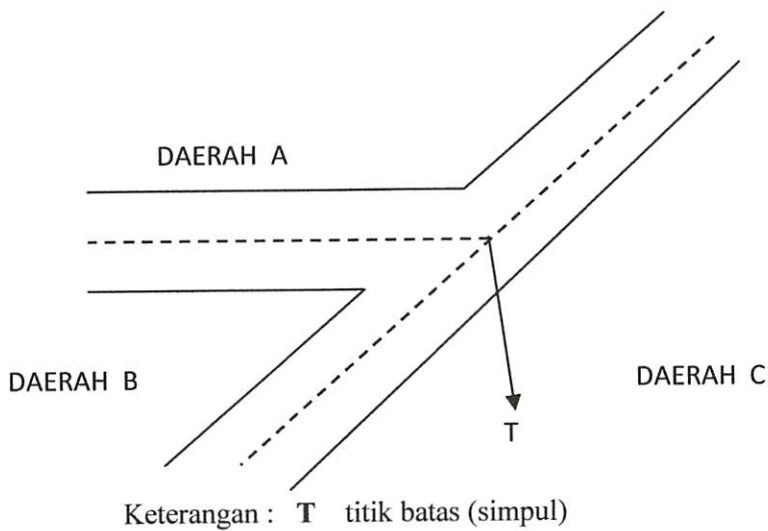 DAERAH A
DAERAH B
DAERAH C
T
Keterangan : T titik batas (simpul)